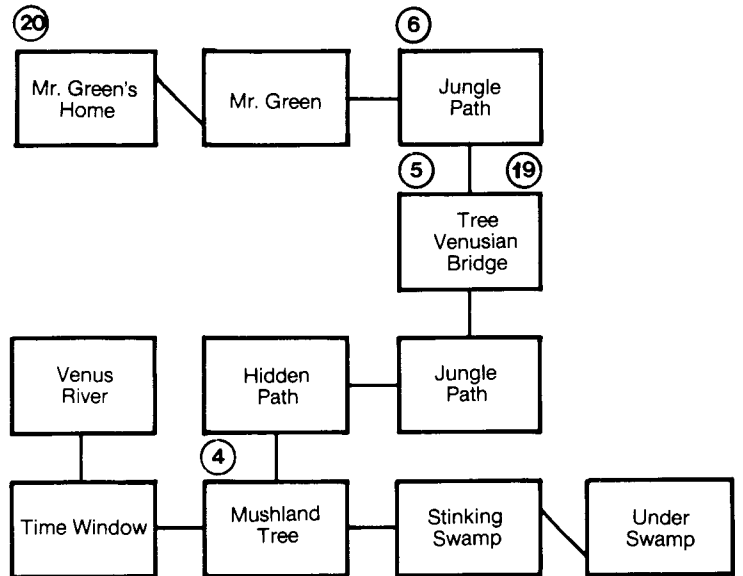 20
6
Mr. Green's
Home
Mr. Green
Jungle
Path
5
19
Tree
Venusian
Bridge
Venus
River
Hidden
Path
Jungle
Path
4
Time Window
Mushland
Tree
Stinking
Swamp
Under
Swamp